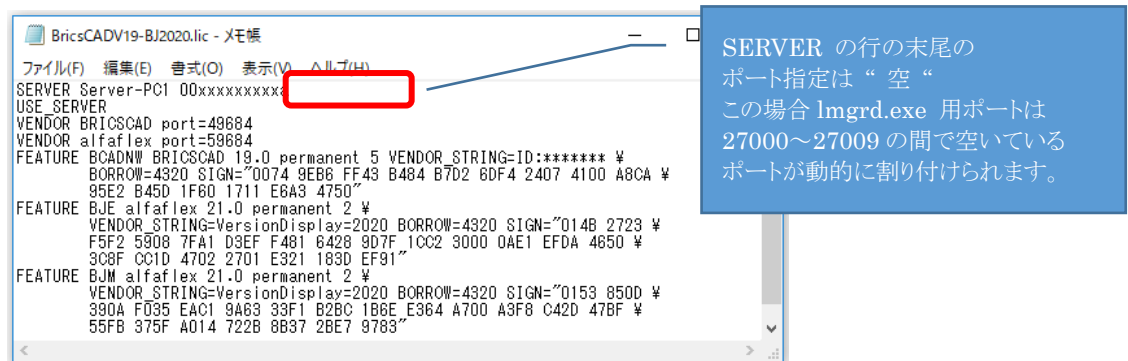 BricsCADV19-BJ2020.lic - メモ帳
ファイル(F) 編集(E) 書式(O) 表示(V) ヘルプ(H)
SERVER Server-PC1 00xxxxxxxxxx
USE_SERVER
VENDOR BRICSCAD port=49684
VENDOR alfaflex port=59684
FEATURE BCADNW BRICSCAD 19.0 permanent 5 VENDOR_STRING=ID:******* ¥
BORROW=4320 SIGN="0074 9EB6 FF43 B484 B7D2 6DF4 2407 4100 A8CA ¥
95E2 B45D 1F60 1711 E6A3 4750"
FEATURE BJE alfaflex 21.0 permanent 2 ¥
VENDOR_STRING=VersionDisplay=2020 BORROW=4320 SIGN="014B 2723 ¥
F5F2 5908 7FA1 D3EF F481 6428 9D7F 1CC2 3000 0AE1 EFDA 4650 ¥
3C8F CC1D 4702 2701 E321 183D EF91"
FEATURE BJM alfaflex 21.0 permanent 2 ¥
VENDOR_STRING=VersionDisplay=2020 BORROW=4320 SIGN="0153 850D ¥
390A F035 EAC1 9A63 33F1 B2BC 1B6E E364 A700 A3F8 C42D 47BF ¥
55FB 375F A014 722B 8B37 2BE7 9783"
SERVER の行の末尾の
ポート指定は “ 空 “
この場合 lmgrd.exe 用ポートは
27000～27009 の間で空いている
ポートが動的に割り付けられます。